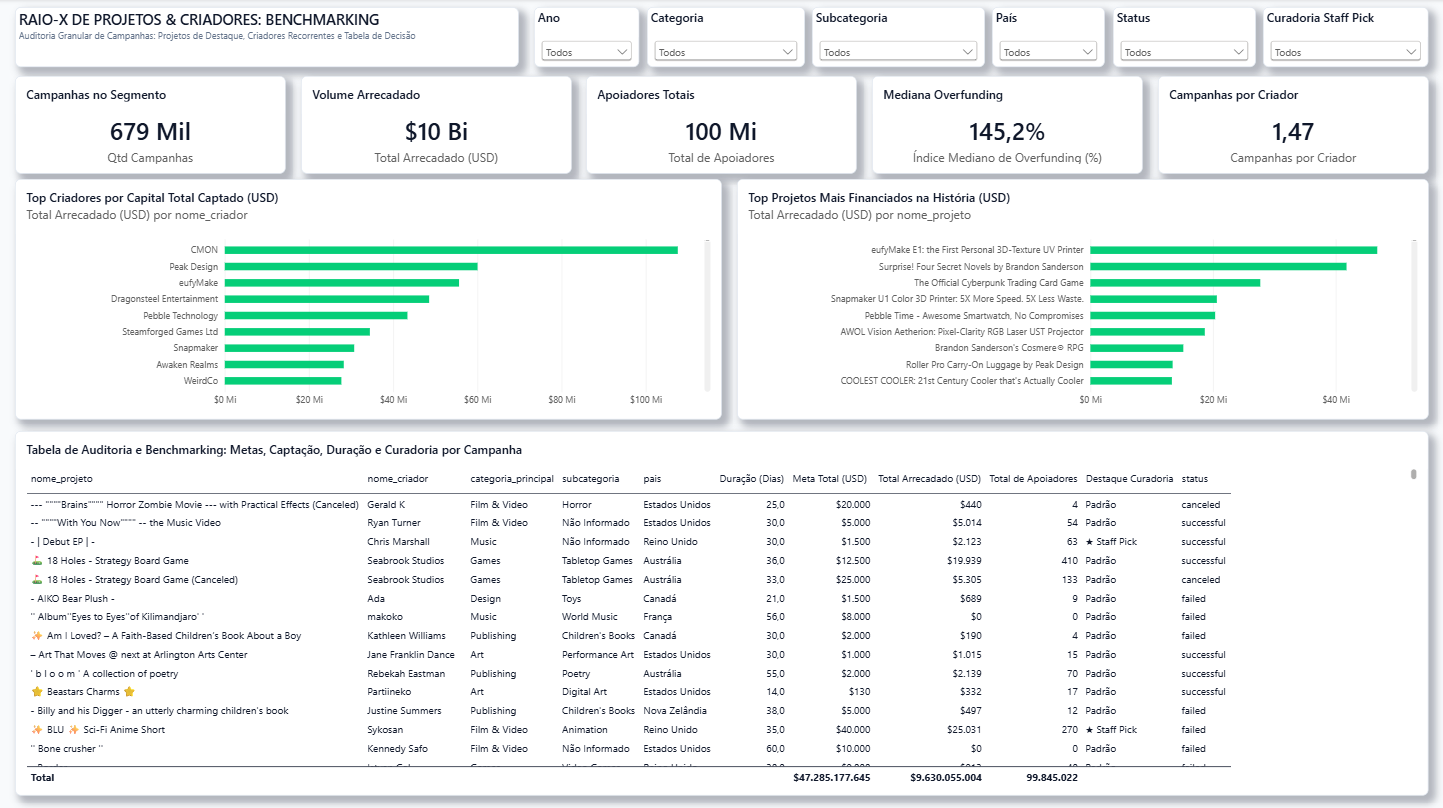 RAIO-X DE PROJETOS & CRIADORES: BENCHMARKING
Auditoria Granular de Campanhas: Projetos de Destaque, Criadores Recorrentes e Tabela de Decisão
Ano
Todos
Categoria
Todos
Subcategoria
Todos
País
Todos
Status
Todos
Curadoria Staff Pick
Todos
Campanhas no Segmento
679 Mil
Qtd Campanhas
Volume Arrecadado
$10 Bi
Total Arrecadado (USD)
Apoiadores Totais
100 Mi
Total de Apoiadores
Mediana Overfunding
145,2%
Índice Mediano de Overfunding (%)
Campanhas por Criador
1,47
Campanhas por Criador
Top Criadores por Capital Total Captado (USD)
Total Arrecadado (USD) por nome_criador
CMON
Peak Design
eufyMake
Dragonsteel Entertainment
Pebble Technology
Steamforged Games Ltd
Snapmaker
Awaken Realms
WeirdCo
$0 Mi $20 Mi $40 Mi $60 Mi $80 Mi $100 Mi
Top Projetos Mais Financiados na História (USD)
Total Arrecadado (USD) por nome_projeto
eufyMake E1: the First Personal 3D-Texture UV Printer
Surprise! Four Secret Novels by Brandon Sanderson
The Official Cyberpunk Trading Card Game
Snapmaker U1 Color 3D Printer: 5X More Speed. 5X Less Waste.
Pebble Time - Awesome Smartwatch, No Compromises
AWOL Vision Aetherion: Pixel-Clarity RGB Laser UST Projector
Brandon Sanderson's Cosmere® RPG
Roller Pro Carry-On Luggage by Peak Design
COOLEST COOLER: 21st Century Cooler that's Actually Cooler
$0 Mi $20 Mi $40 Mi
Tabela de Auditoria e Benchmarking: Metas, Captação, Duração e Curadoria por Campanha
nome_projeto nome_criador categoria_principal subcategoria pais Duração (Dias) Meta Total (USD) Total Arrecadado (USD) Total de Apoiadores Destaque Curadoria status
--- """"Brains"""" Horror Zombie Movie --- with Practical Effects (Canceled) Gerald K Film & Video Horror Estados Unidos 25,0 $20.000 $440 4 Padrão canceled
-- """"With You Now"""" -- the Music Video Ryan Turner Film & Video Não Informado Estados Unidos 30,0 $5.000 $5.014 54 Padrão successful
- | Debut EP | - Chris Marshall Music Não Informado Reino Unido 30,0 $1.500 $2.123 63 ★ Staff Pick successful
⛳ 18 Holes - Strategy Board Game Seabrook Studios Games Tabletop Games Austrália 36,0 $12.500 $19.939 410 Padrão successful
⛳ 18 Holes - Strategy Board Game (Canceled) Seabrook Studios Games Tabletop Games Austrália 33,0 $25.000 $5.305 133 Padrão canceled
- AIKO Bear Plush - Ada Design Toys Canadá 21,0 $1.500 $689 9 Padrão failed
'' Album''Eyes to Eyes''of Kilimandjaro' ' makoko Music World Music França 56,0 $8.000 $0 0 Padrão failed
✨ Am I Loved? – A Faith-Based Children's Book About a Boy Kathleen Williams Publishing Children's Books Canadá 30,0 $2.000 $190 4 Padrão failed
– Art That Moves @ next at Arlington Arts Center Jane Franklin Dance Art Performance Art Estados Unidos 30,0 $1.000 $1.015 15 Padrão successful
' b l o o m ' A collection of poetry Rebekah Eastman Publishing Poetry Austrália 55,0 $2.000 $2.139 70 Padrão successful
⭐ Beastars Charms ⭐ Partiineko Art Digital Art Estados Unidos 14,0 $130 $332 17 Padrão successful
- Billy and his Digger - an utterly charming children's book Justine Summers Publishing Children's Books Nova Zelândia 38,0 $5.000 $497 12 Padrão failed
✨ BLU ✨ Sci-Fi Anime Short Sykosan Film & Video Animation Reino Unido 35,0 $40.000 $25.031 270 ★ Staff Pick failed
'' Bone crusher '' Kennedy Safo Film & Video Não Informado Estados Unidos 60,0 $10.000 $0 0 Padrão failed
Total $47.285.177.645 $9.630.055.004 99.845.022